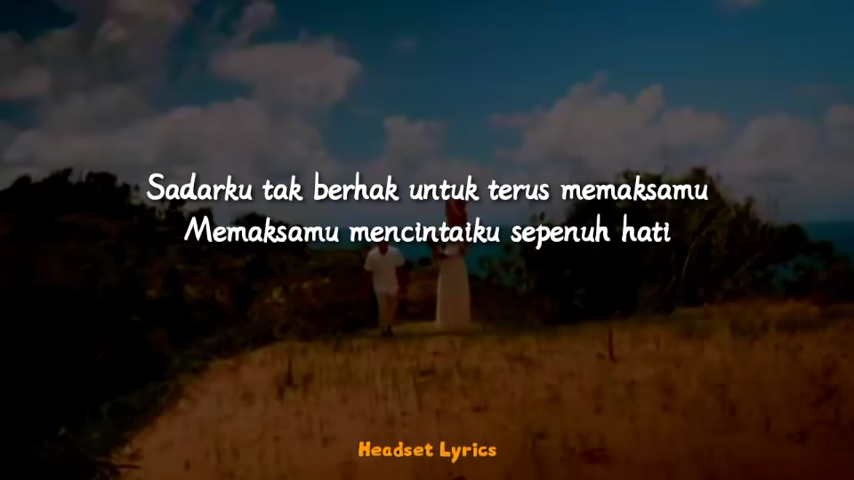 Sadarku tak berhak untuk terus memaksamu
Memaksamu mencintaiku sepenuh hati
Headset Lyrics